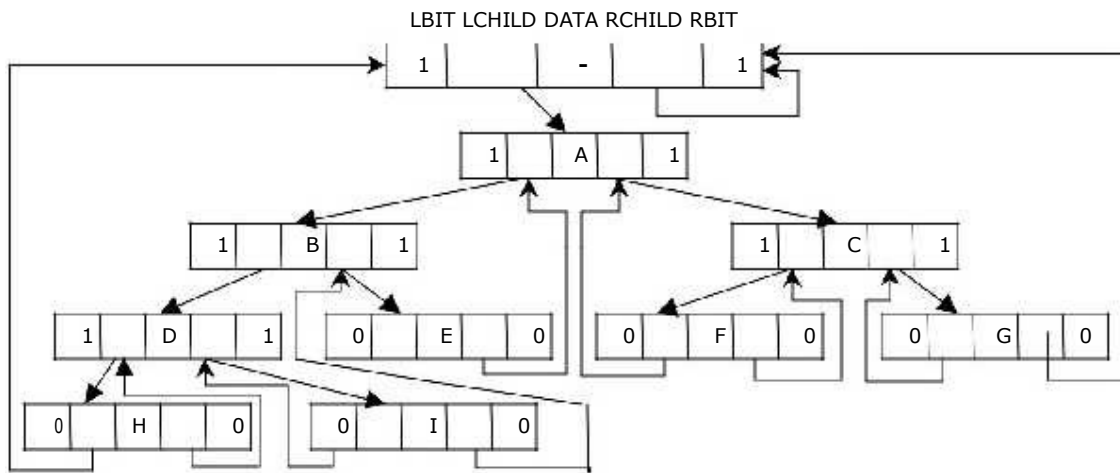 LBIT LCHILD DATA RCHILD RBIT
1 - 1
1 A 1
1 B 1
1 C 1
1 D 1
0 E 0
0 F 0
0 G 0
0 H 0
0 I 0